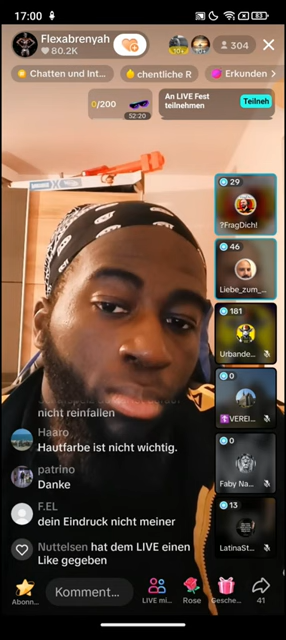 17:00
83
Flexabrenyah
80.2K
10+
10+
304
Chatten und Int...
chentliche R
Erkunden
0/200
52:20
An LIVE Fest
teilnehmen
Teilneh
29
?FragDich!
46
Liebe_zum_...
181
Urbande...
0
VEREI...
0
Faby Na...
13
LatinaSt...
nicht reinfallen
Haaro
Hautfarbe ist nicht wichtig.
patrino
Danke
F.EL
dein Eindruck nicht meiner
Nuttelsen hat dem LIVE einen
Like gegeben
Abonn...
Komment...
LIVE mi...
Rose
Gesche...
41